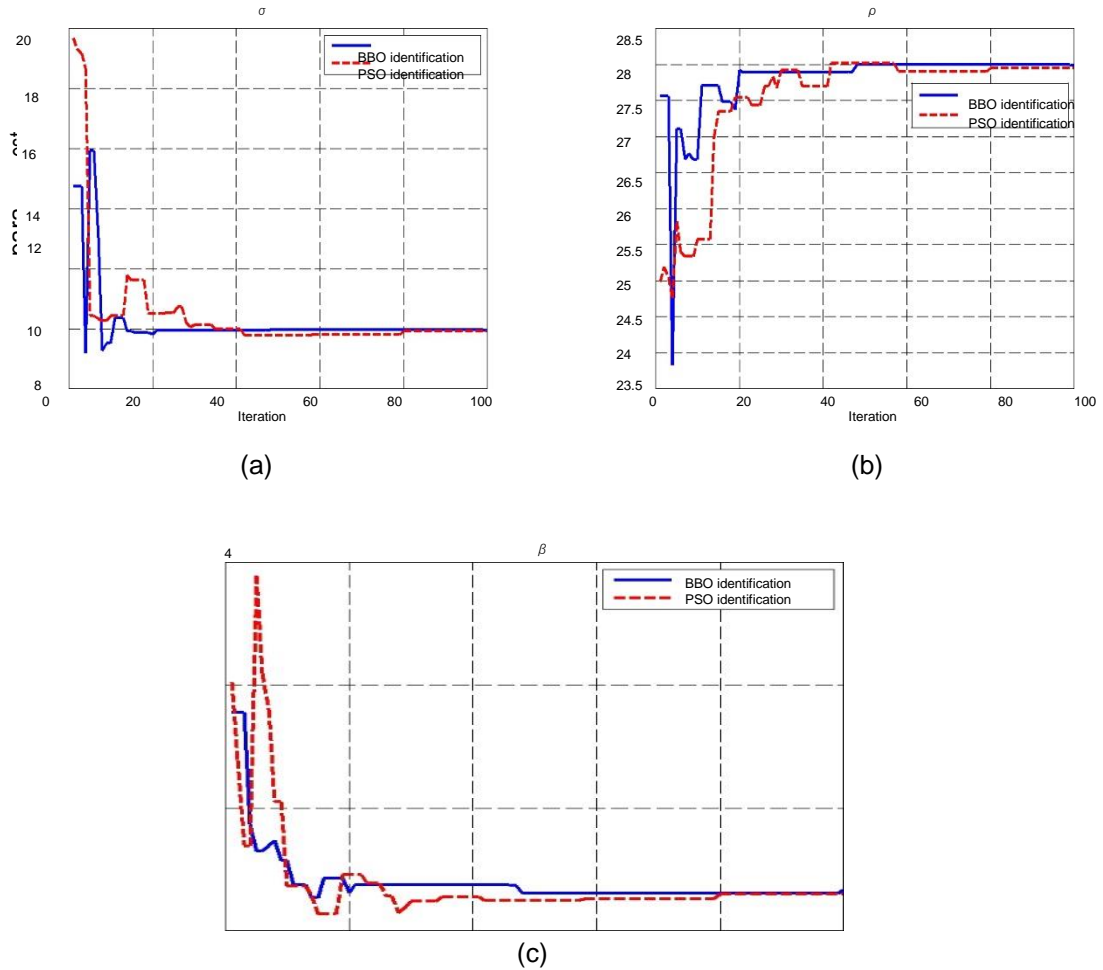 σ
20
18
16
14
12
10
8
0 20 40 60 80 100
Iteration
BBO identification
PSO identification
(a)
ρ
28.5
28
27.5
27
26.5
26
25.5
25
24.5
24
23.5
0 20 40 60 80 100
Iteration
BBO identification
PSO identification
(b)
β
4
BBO identification
PSO identification
(c)